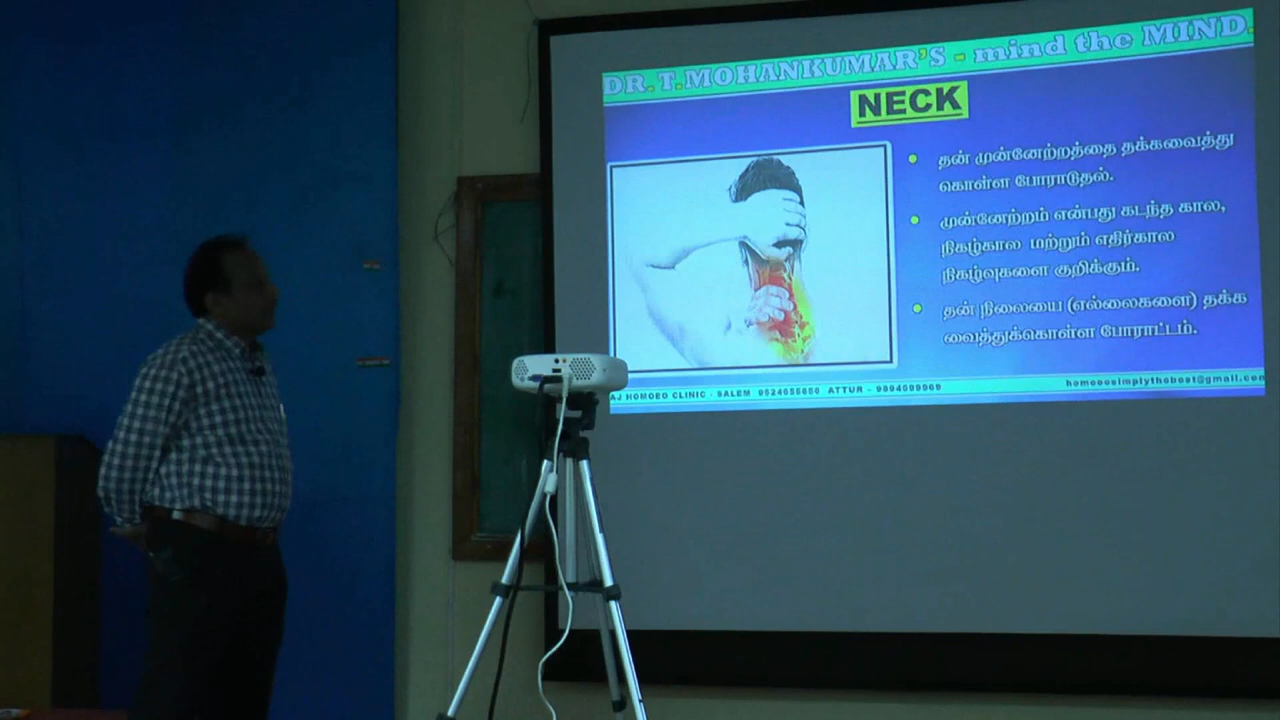 DR. T.MOHANKUMAR'S - mind the MIND.
NECK
தன் முன்னேற்றத்தை தக்கவைத்து
கொள்ள போராடுதல்.
முன்னேற்றம் என்பது கடந்த கால,
நிகழ்கால மற்றும் எதிர்கால
நிகழ்வுகளை குறிக்கும்.
தன் நிலையை (எல்லைகளை) தக்க
வைத்துக்கொள்ள போராட்டம்.
AJ HOMOEO CLINIC - SALEM ATTUR -